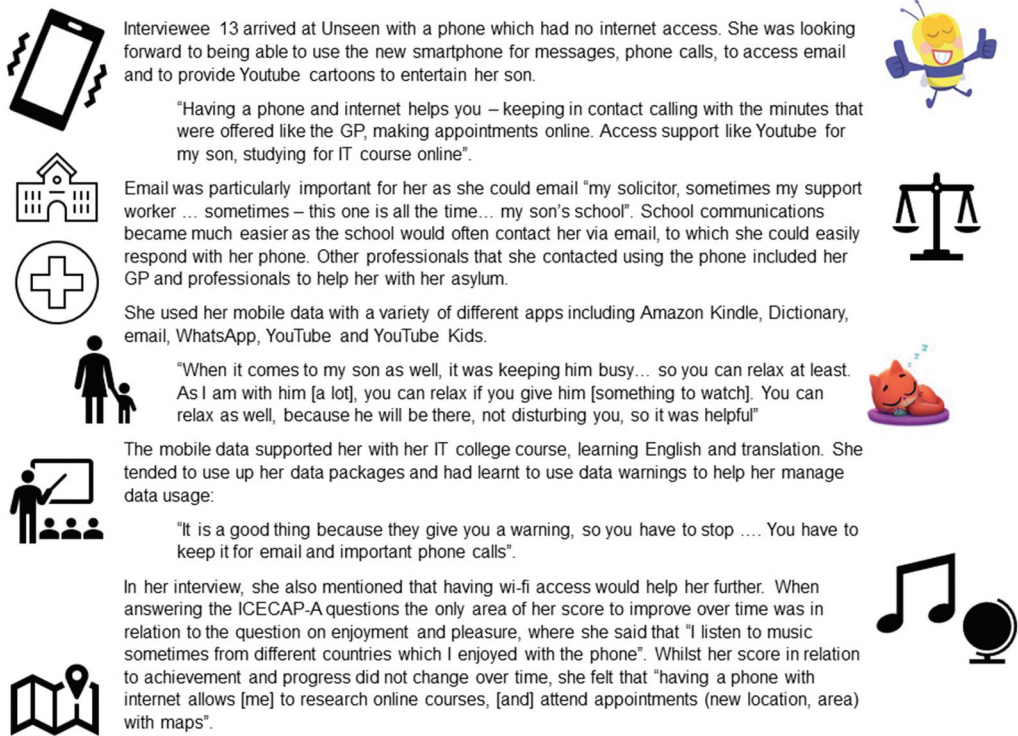 Interviewee 13 arrived at Unseen with a phone which had no internet access. She was looking
forward to being able to use the new smartphone for messages, phone calls, to access email
and to provide Youtube cartoons to entertain her son.
“Having a phone and internet helps you – keeping in contact calling with the minutes that
were offered like the GP, making appointments online. Access support like Youtube for
my son, studying for IT course online”.
Email was particularly important for her as she could email “my solicitor, sometimes my support
worker … sometimes – this one is all the time… my son’s school”. School communications
became much easier as the school would often contact her via email, to which she could easily
respond with her phone. Other professionals that she contacted using the phone included her
GP and professionals to help her with her asylum.
She used her mobile data with a variety of different apps including Amazon Kindle, Dictionary,
email, WhatsApp, YouTube and YouTube Kids.
“When it comes to my son as well, it was keeping him busy… so you can relax at least.
As I am with him [a lot], you can relax if you give him [something to watch]. You can
relax as well, because he will be there, not disturbing you, so it was helpful”
The mobile data supported her with her IT college course, learning English and translation. She
tended to use up her data packages and had learnt to use data warnings to help her manage
data usage:
“It is a good thing because they give you a warning, so you have to stop …. You have to
keep it for email and important phone calls”.
In her interview, she also mentioned that having wi-fi access would help her further. When
answering the ICECAP-A questions the only area of her score to improve over time was in
relation to the question on enjoyment and pleasure, where she said that “I listen to music
sometimes from different countries which I enjoyed with the phone”. Whilst her score in relation
to achievement and progress did not change over time, she felt that “having a phone with
internet allows [me] to research online courses, [and] attend appointments (new location, area)
with maps”.
z z z